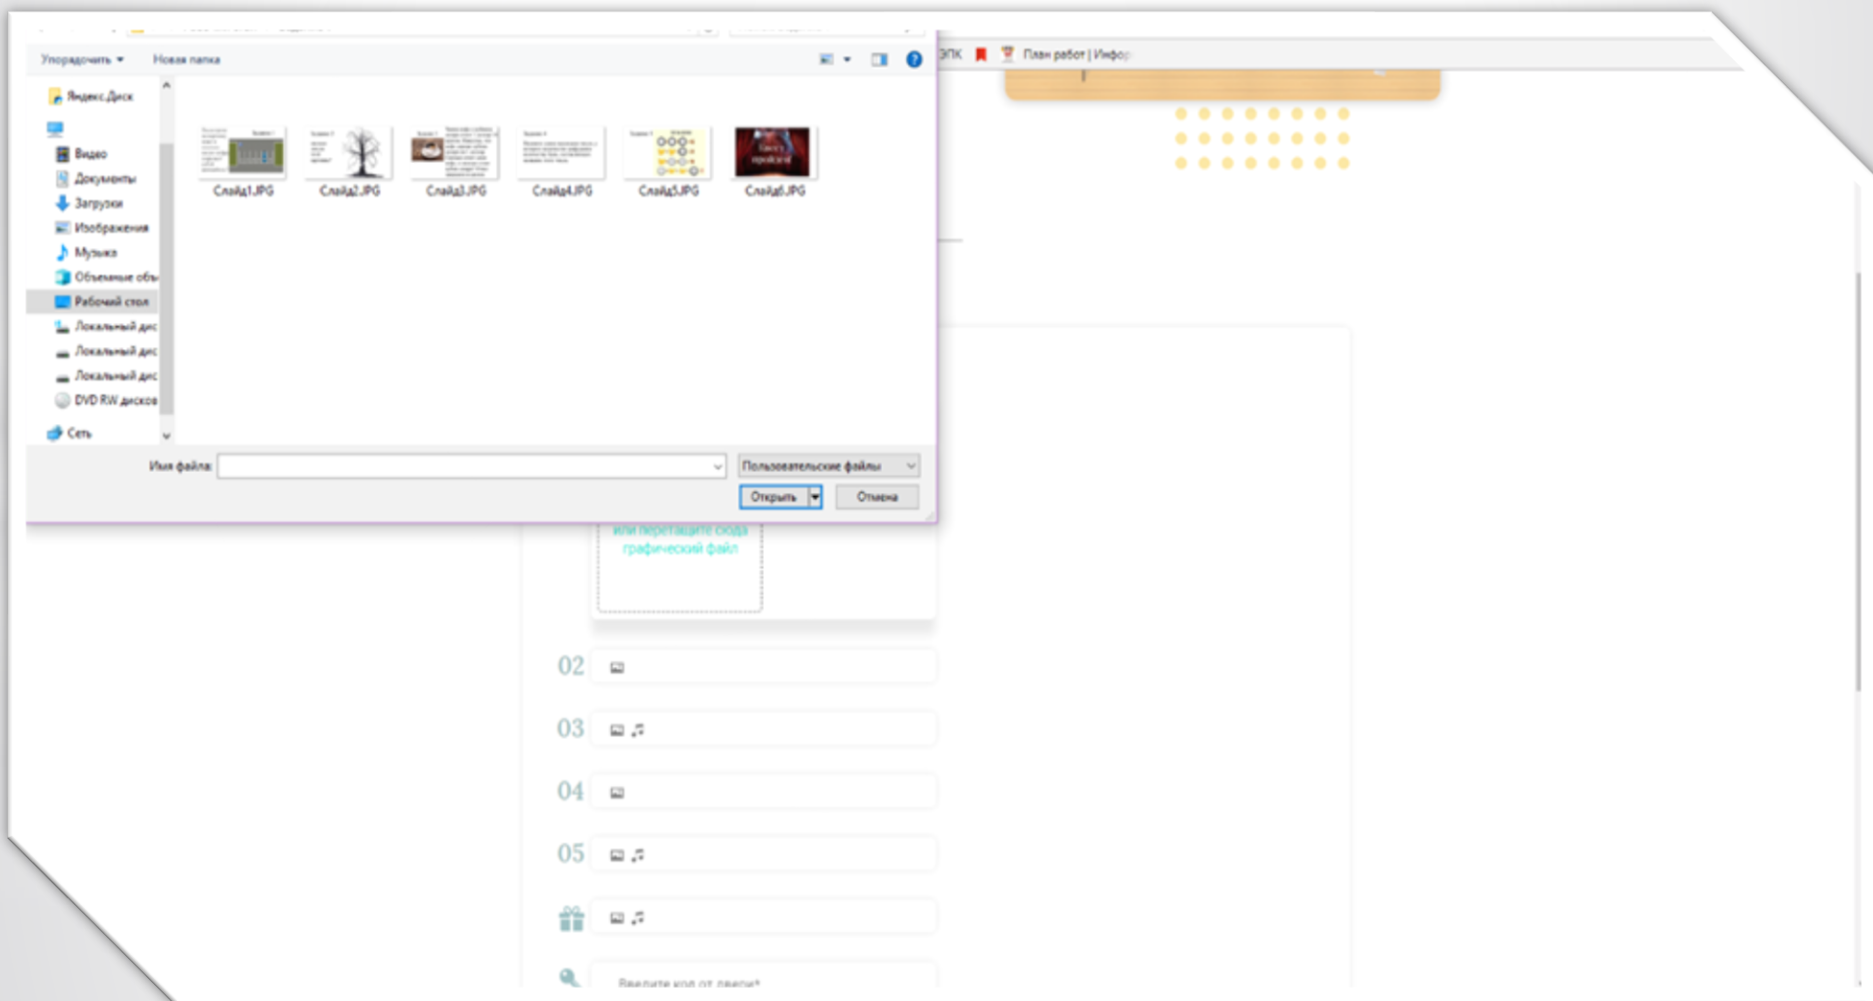 Упорядочить
Новая папка
ЭПК
План работ | Инфор
Яндекс.Диск
Видео
Документы
Загрузки
Изображения
Музыка
Объемные объ
Рабочий стол
Локальный дис
Локальный дис
Локальный дис
DVD RW дисков
Сеть
Слайд1.JPG
Слайд2.JPG
Слайд3.JPG
Слайд4.JPG
Слайд5.JPG
Слайд6.JPG
Имя файла:
Пользовательские файлы
Открыть
Отмена
или перетащите сюда
графический файл
02
03
04
05
Введите код от двери*